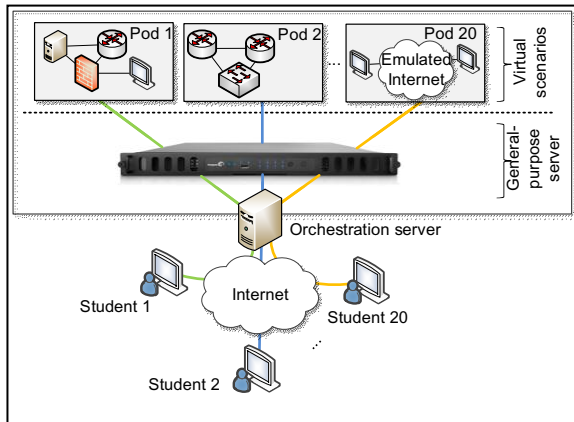 Pod 1
Pod 2
Pod 20
...
Emulated
Internet
Virtual
scenarios
General-
purpose
server
Orchestration server
Internet
Student 1
Student 20
...
Student 2